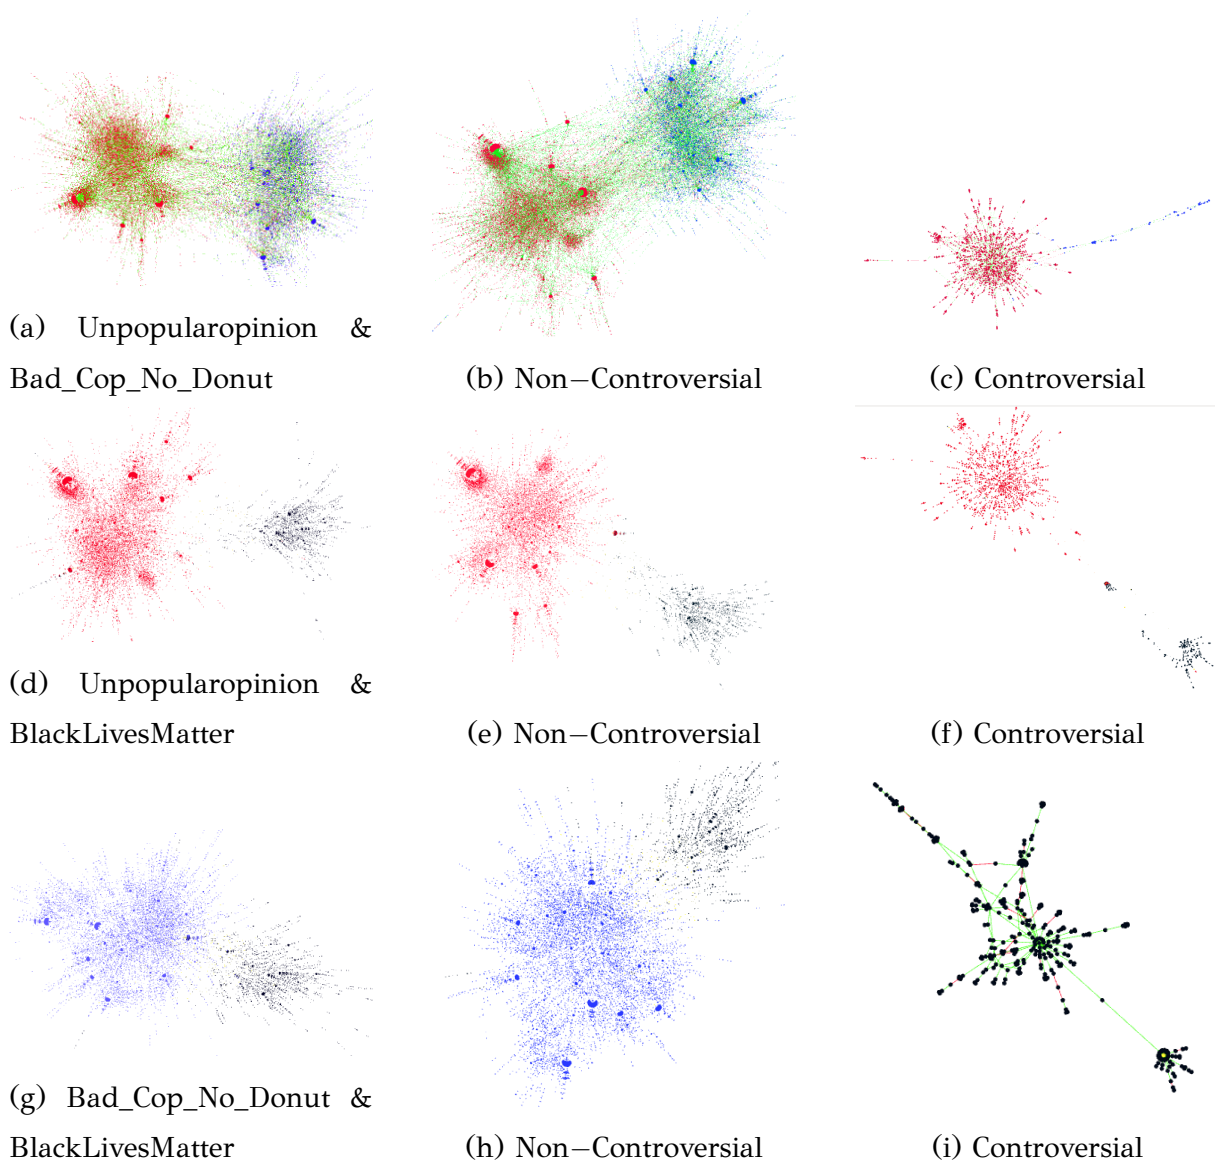 (a) Unpopularopinion &
Bad_Cop_No_Donut
(b) Non−Controversial
(c) Controversial
(d) Unpopularopinion &
BlackLivesMatter
(e) Non−Controversial
(f) Controversial
(g) Bad_Cop_No_Donut &
BlackLivesMatter
(h) Non−Controversial
(i) Controversial